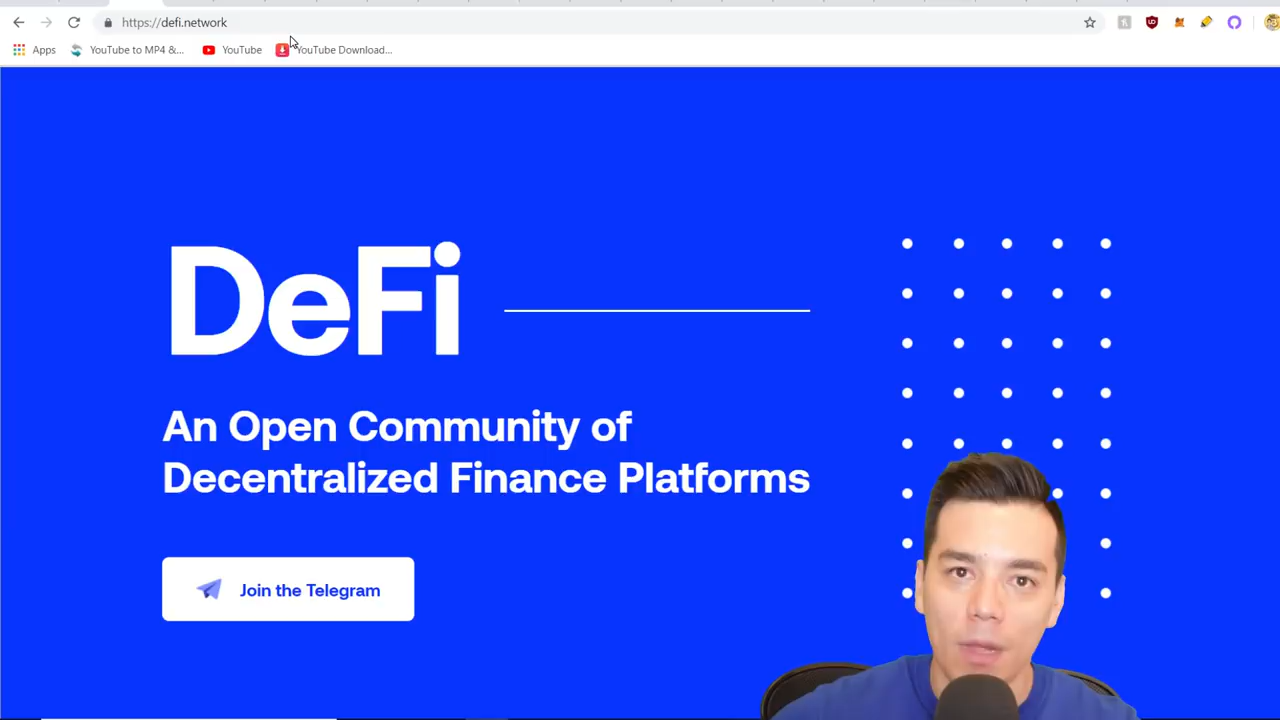 https://defi.network
Apps
YouTube to MP4 &...
YouTube
YouTube Download...
DeFi
An Open Community of
Decentralized Finance Platforms
Join the Telegram